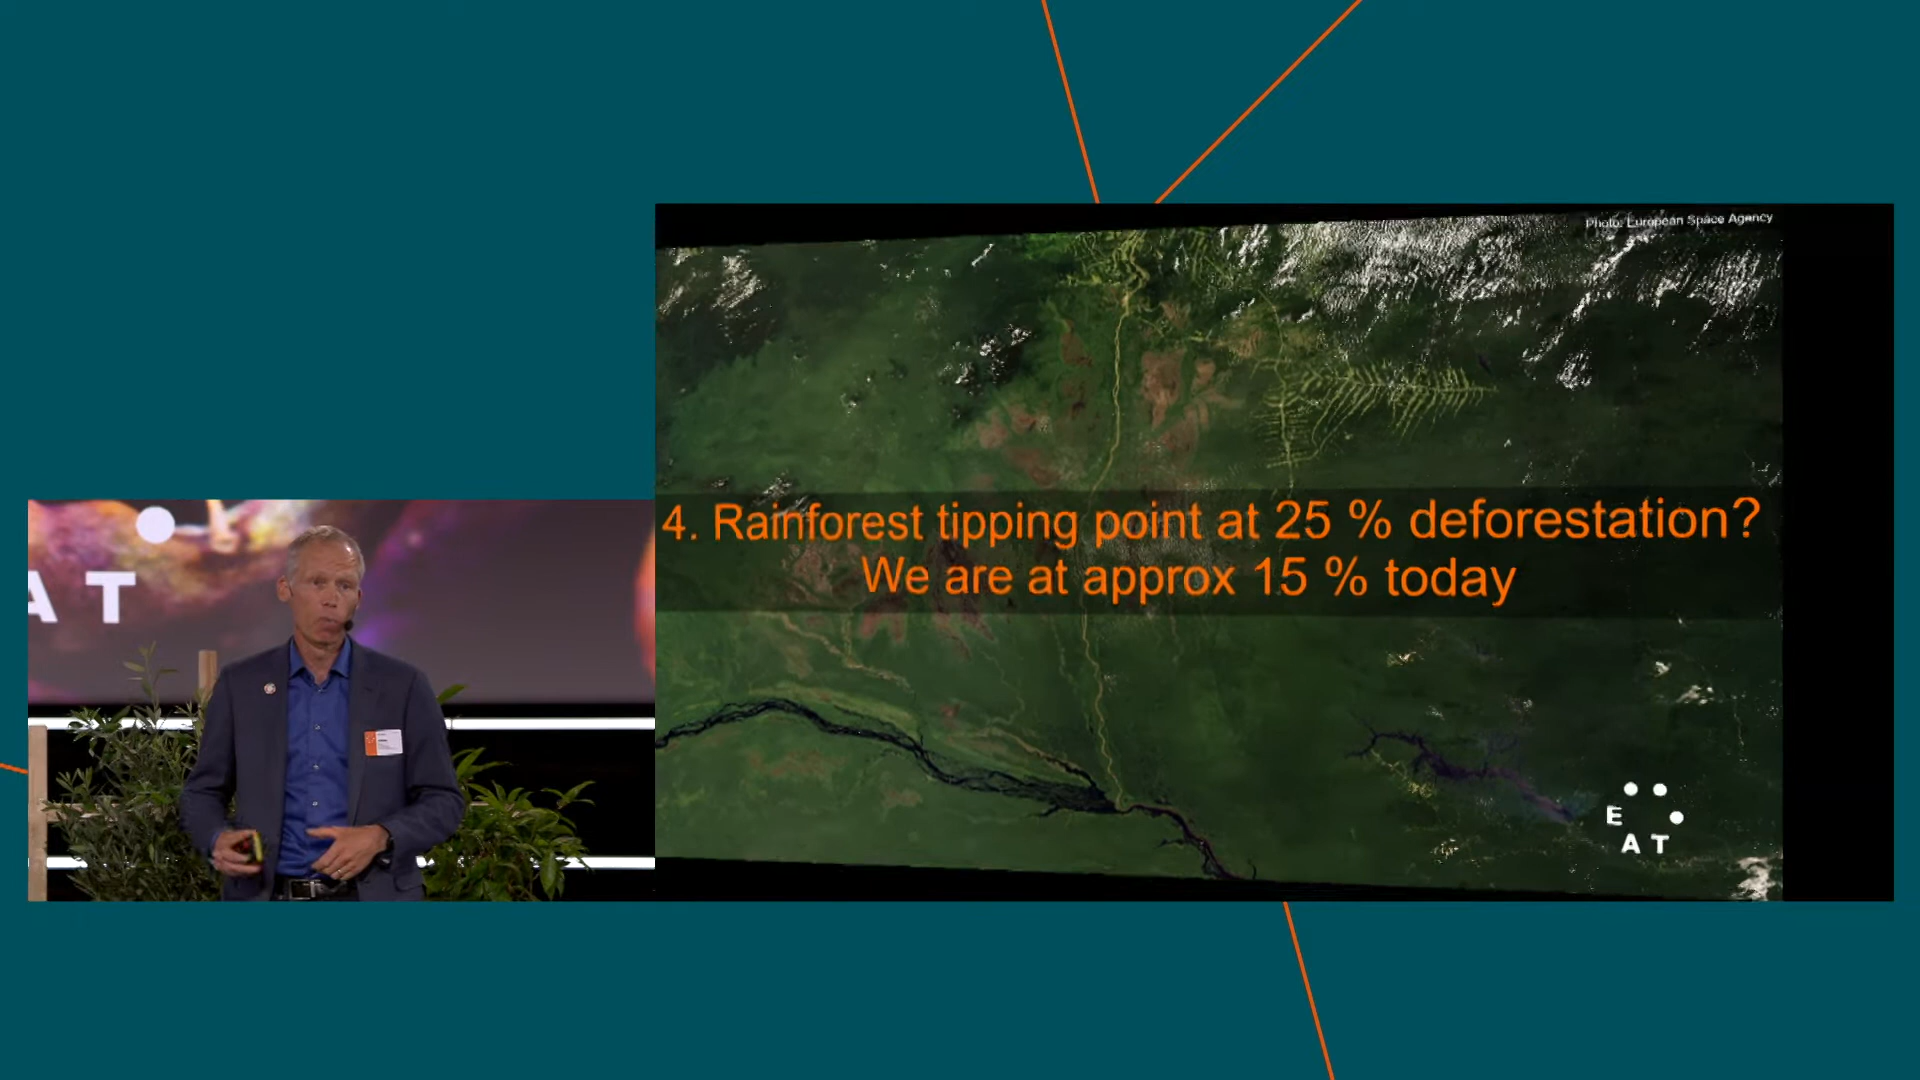 Photo: European Space Agency
4. Rainforest tipping point at 25 % deforestation?
We are at approx 15 % today
A T
E
A T